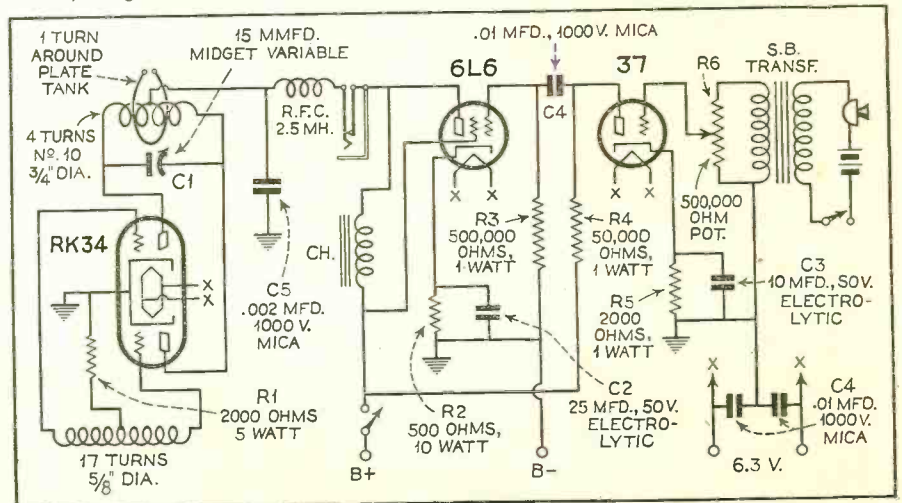 1 TURN
AROUND
PLATE
TANK
15 MMFD.
MIDGET VARIABLE
.01 MFD., 1000 V. MICA
S.B.
TRANSF.
6L6
37
R6
C4
R.F.C.
2.5 MH.
4 TURNS
Nº. 10
3/4" DIA.
C1
X X
X X
RK34
X
X
CH.
C5
.002 MFD.
1000 V.
MICA
R3
500,000
OHMS,
1 WATT
R4
50,000
OHMS,
1 WATT
500,000
OHM
POT.
C3
10 MFD., 50 V.
ELECTRO-
LYTIC
R5
2000
OHMS,
1 WATT
R1
2000 OHMS
5 WATT
R2
500 OHMS,
10 WATT
C2
25 MFD., 50 V.
ELECTRO-
LYTIC
X X
C4
.01 MFD.
1000 V.
MICA
17 TURNS
5/8" DIA.
B+
B-
6.3 V.